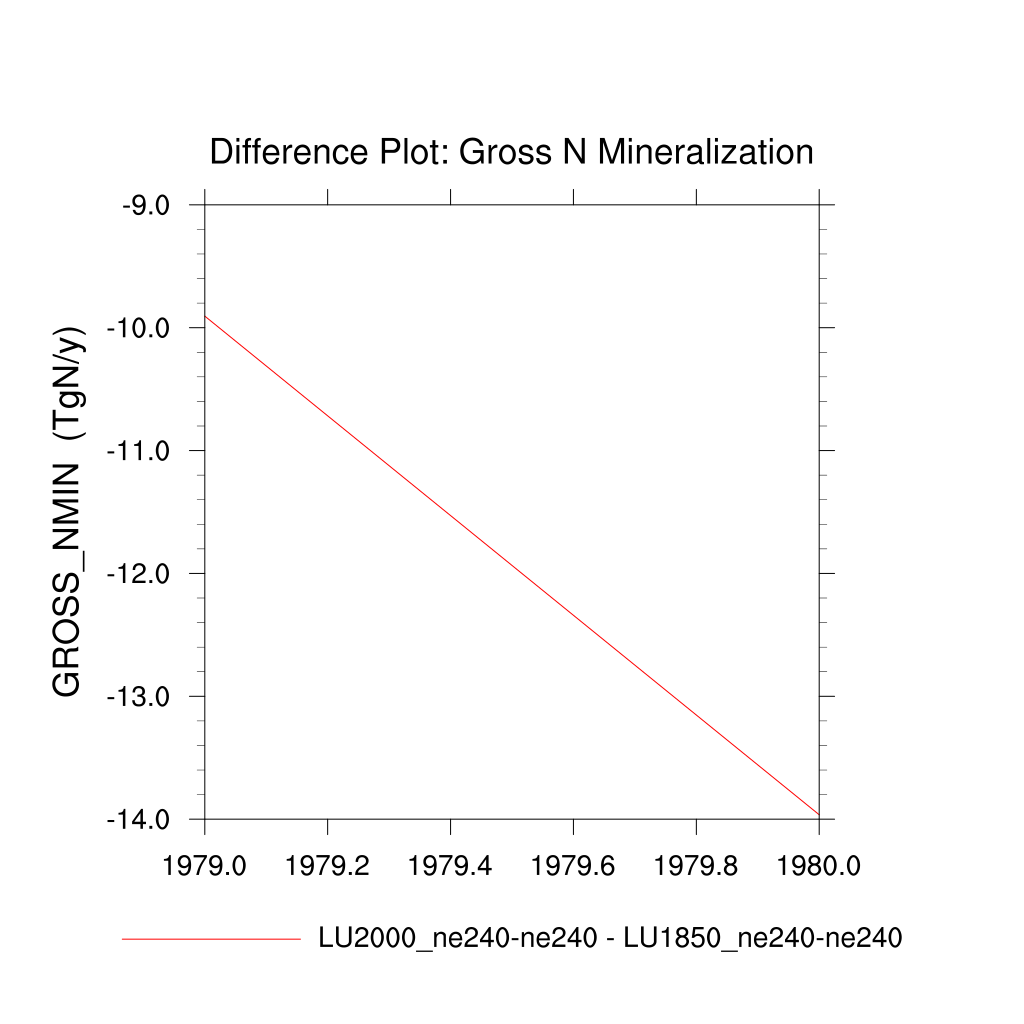 Difference Plot: Gross N Mineralization
GROSS_NMIN (TgN/y)
-9.0
-10.0
-11.0
-12.0
-13.0
-14.0
1979.0 1979.2 1979.4 1979.6 1979.8 1980.0
LU2000_ne240-ne240 - LU1850_ne240-ne240